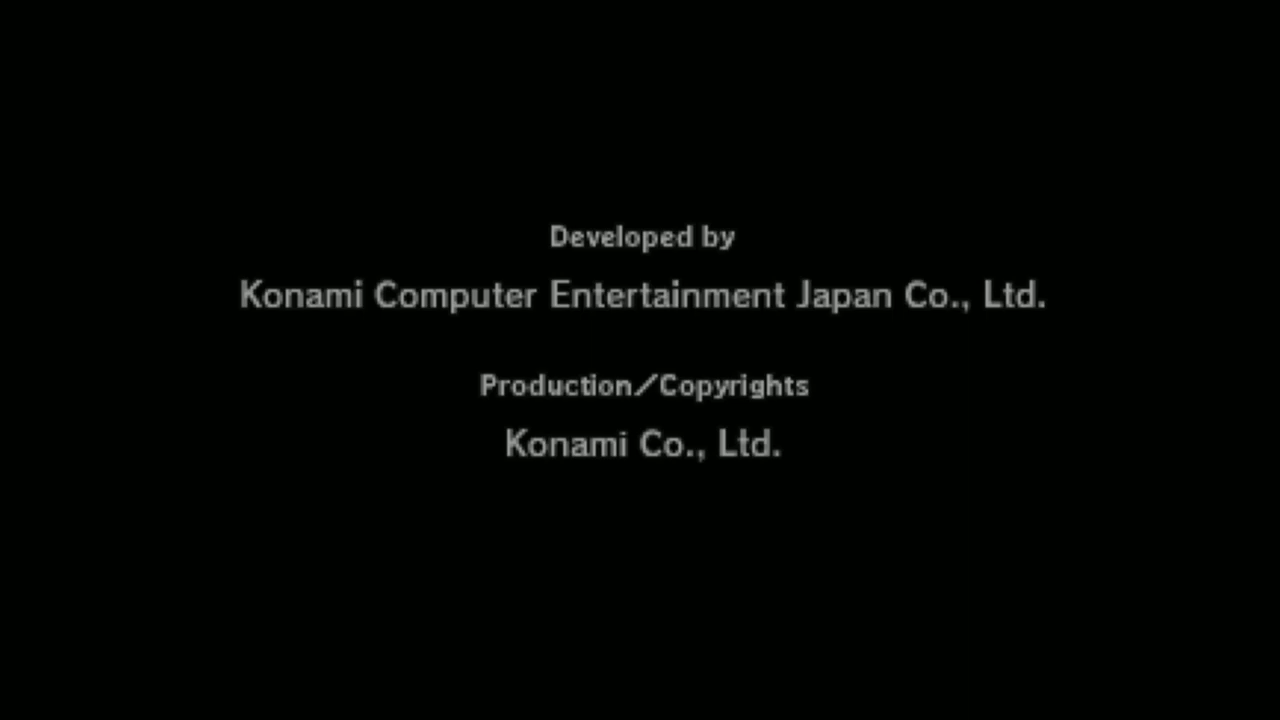 Developed by
Konami Computer Entertainment Japan Co., Ltd.
Production／Copyrights
Konami Co., Ltd.